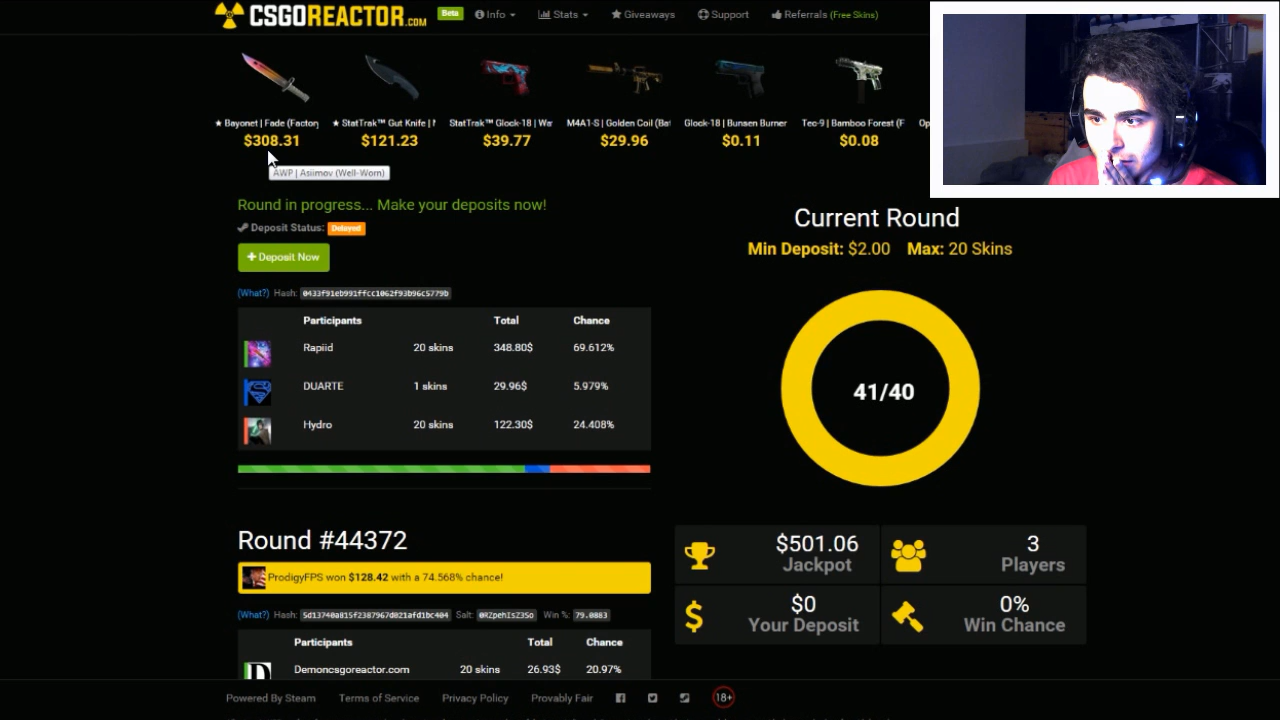 CSGOREACTOR.COM Beta Info Stats Giveaways Support Referrals (Free Skins)
★ Bayonet | Fade (Factory ★ StatTrak™ Gut Knife | StatTrak™ Glock-18 | Wa M4A1-S | Golden Coil (Bat Glock-18 | Bunsen Burner Tec-9 | Bamboo Forest (F Op
$308.31 $121.23 $39.77 $29.96 $0.11 $0.08
AWP | Asiimov (Well-Worn)
Round in progress... Make your deposits now!
Deposit Status: Delayed
+ Deposit Now
(What?) Hash: 0433f91eb991ffcc1062f93b96c5779b
Participants Total Chance
Rapiid 20 skins 348.80$ 69.612%
DUARTE 1 skins 29.96$ 5.979%
Hydro 20 skins 122.30$ 24.408%
Current Round
Min Deposit: $2.00 Max: 20 Skins
41/40
$501.06
Jackpot
3
Players
$0
Your Deposit
0%
Win Chance
Round #44372
ProdigyFPS won $128.42 with a 74.568% chance!
(What?) Hash: 5d13740a815f2387967d021afd1bc404 Salt: 0RZpehIsZ3So Win %: 79.0883
Participants Total Chance
Demoncsgoreactor.com 20 skins 26.93$ 20.97%
Powered By Steam Terms of Service Privacy Policy Provably Fair 18+